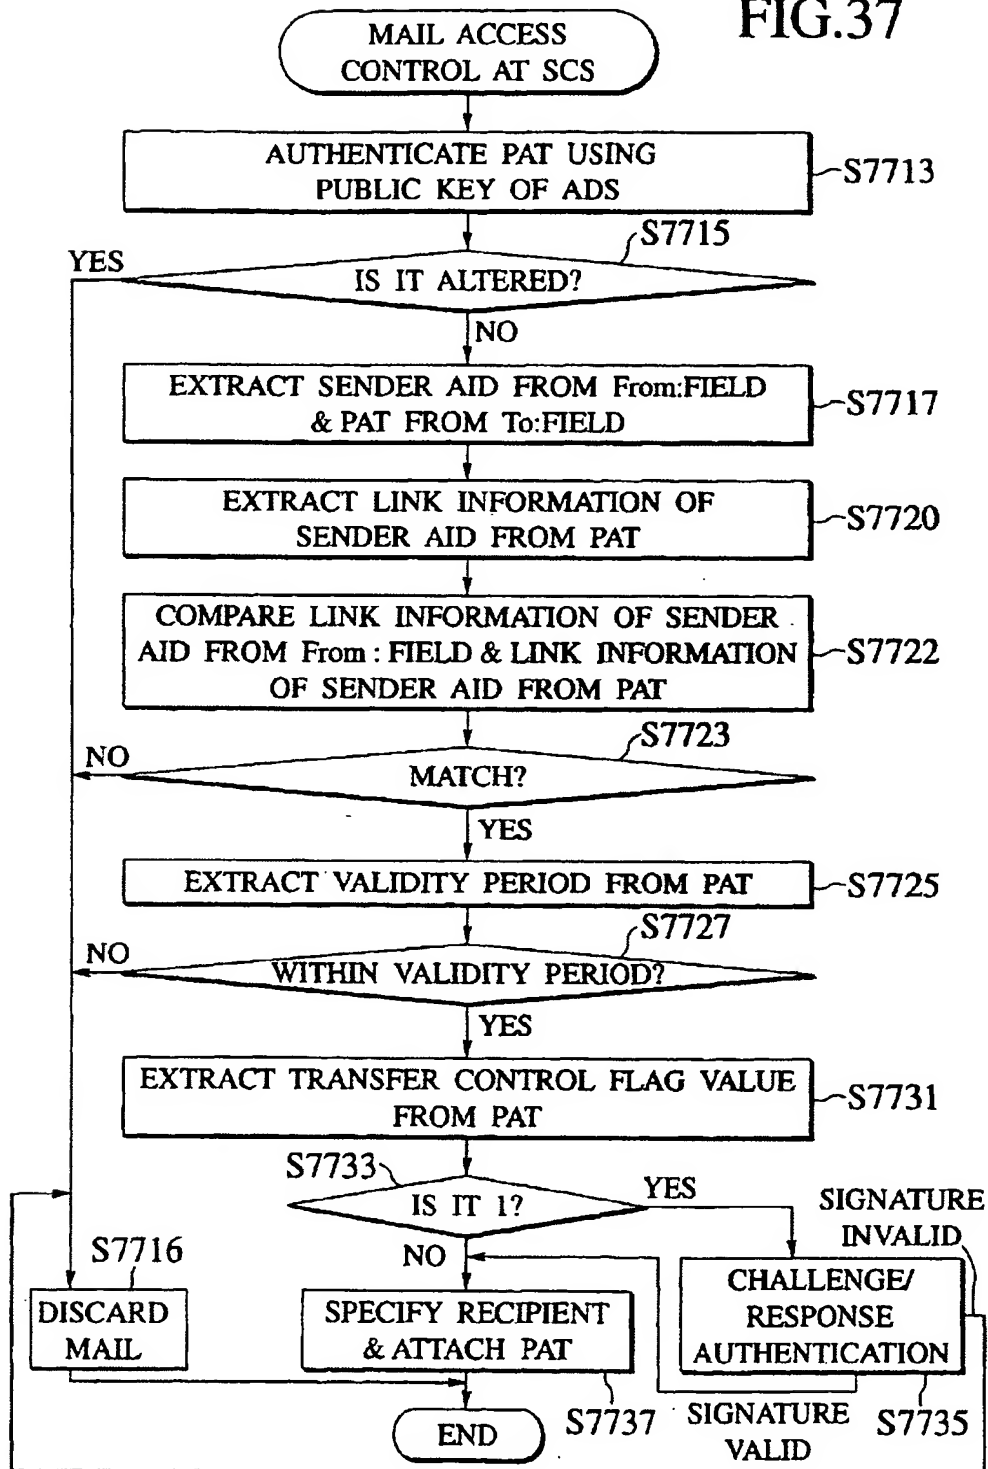 FIG.37
MAIL ACCESS
CONTROL AT SCS
AUTHENTICATE PAT USING
PUBLIC KEY OF ADS
S7713
S7715
YES
IS IT ALTERED?
NO
EXTRACT SENDER AID FROM From:FIELD
& PAT FROM To:FIELD
S7717
EXTRACT LINK INFORMATION OF
SENDER AID FROM PAT
S7720
COMPARE LINK INFORMATION OF SENDER
AID FROM From : FIELD & LINK INFORMATION
OF SENDER AID FROM PAT
S7722
S7723
NO
MATCH?
YES
EXTRACT VALIDITY PERIOD FROM PAT
S7725
S7727
NO
WITHIN VALIDITY PERIOD?
YES
EXTRACT TRANSFER CONTROL FLAG VALUE
FROM PAT
S7731
S7733
IS IT 1?
YES
NO
SIGNATURE
INVALID
S7716
DISCARD
MAIL
SPECIFY RECIPIENT
& ATTACH PAT
CHALLENGE/
RESPONSE
AUTHENTICATION
S7737
SIGNATURE
VALID
S7735
END